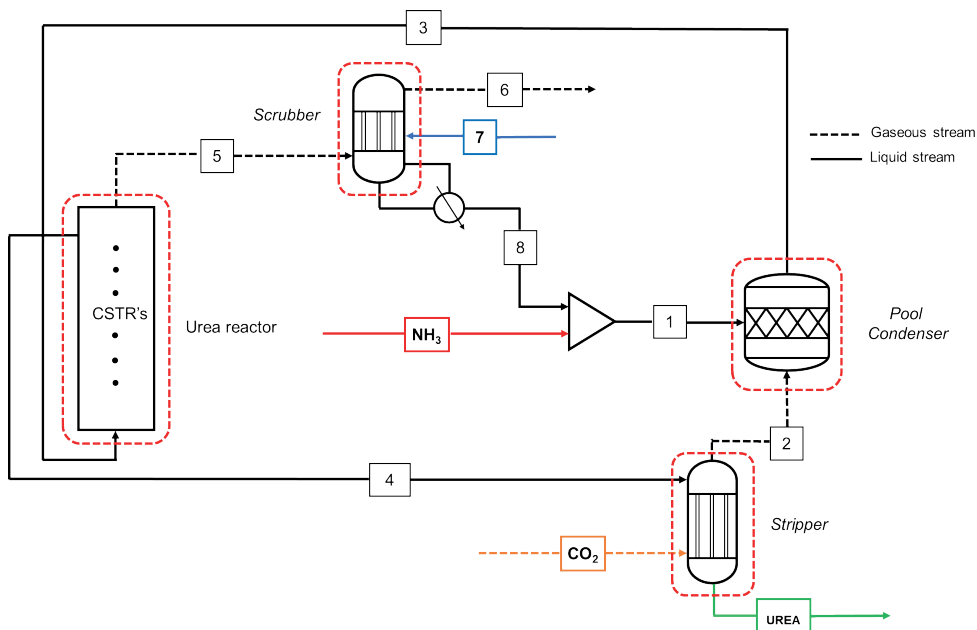 3
6
Scrubber
7
Gaseous stream
Liquid stream
5
8
CSTR's
Urea reactor
NH3
1
Pool
Condenser
2
4
Stripper
CO2
UREA